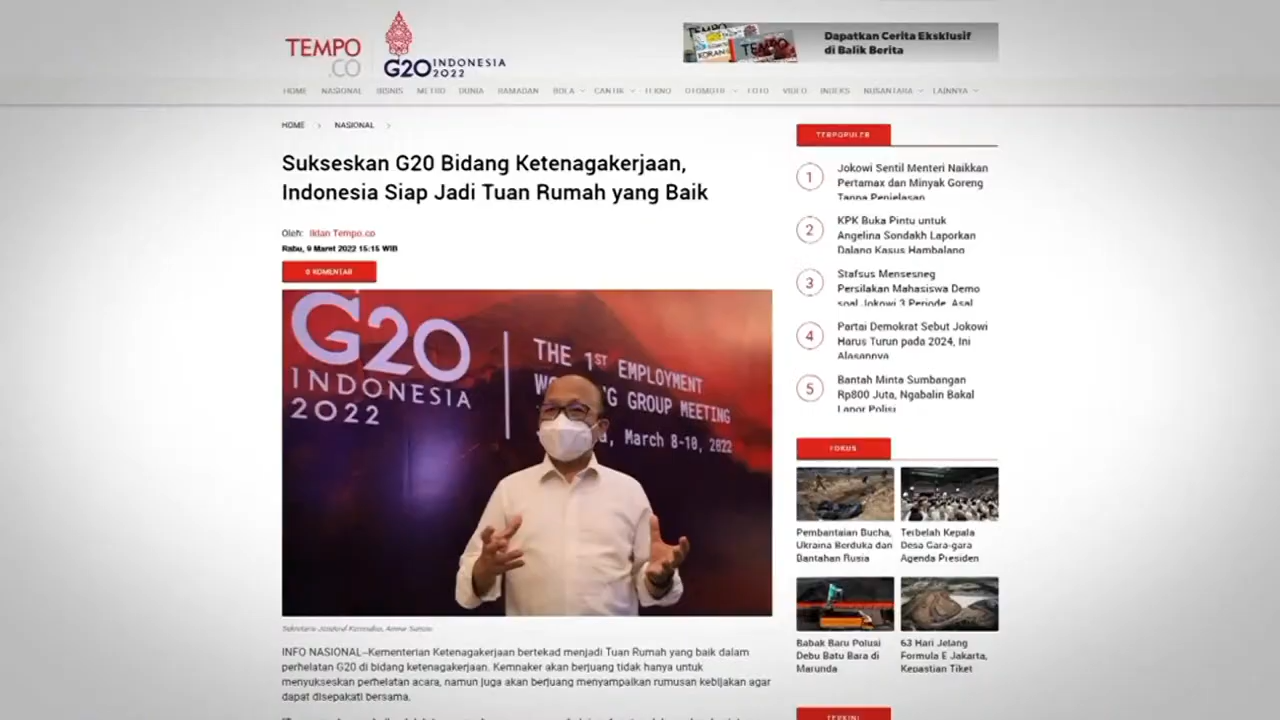 TEMPO
.CO
G20 INDONESIA
2022
Dapatkan Cerita Eksklusif
di Balik Berita
HOME NASIONAL BISNIS METRO DUNIA RAMADAN BOLA CANTIK TEKNO OTOMOTIF FOTO VIDEO INDEKS NUSANTARA LAINNYA
HOME > NASIONAL >
Sukseskan G20 Bidang Ketenagakerjaan,
Indonesia Siap Jadi Tuan Rumah yang Baik
Oleh: Iklan Tempo.co
Rabu, 9 Maret 2022 15:15 WIB
0 KOMENTAR
G20
INDONESIA
2022
THE 1ST EMPLOYMENT
G GROUP MEETING
, March 8-10, 2022
Sekretaris Jenderal Kemnaker, Anwar Sanusi.
INFO NASIONAL–Kementerian Ketenagakerjaan bertekad menjadi Tuan Rumah yang baik dalam
perhelatan G20 di bidang ketenagakerjaan. Kemnaker akan berjuang tidak hanya untuk
menyukseskan perhelatan acara, namun juga akan berjuang menyampaikan rumusan kebijakan agar
dapat disepakati bersama.
TERPOPULER
1 Jokowi Sentil Menteri Naikkan
Pertamax dan Minyak Goreng
Tanpa Penjelasan
2 KPK Buka Pintu untuk
Angelina Sondakh Laporkan
Dalang Kasus Hambalang
3 Stafsus Mensesneg
Persilakan Mahasiswa Demo
soal Jokowi 3 Periode, Asal
4 Partai Demokrat Sebut Jokowi
Harus Turun pada 2024, Ini
Alasannya
5 Bantah Minta Sumbangan
Rp800 Juta, Ngabalin Bakal
Lapor Polisi
FOKUS
Pembantaian Bucha,
Ukraina Berduka dan
Bantahan Rusia
Terbelah Kepala
Desa Gara-gara
Agenda Presiden
Babak Baru Polusi
Debu Batu Bara di
Marunda
63 Hari Jelang
Formula E Jakarta,
Kepastian Tiket
TERKINI